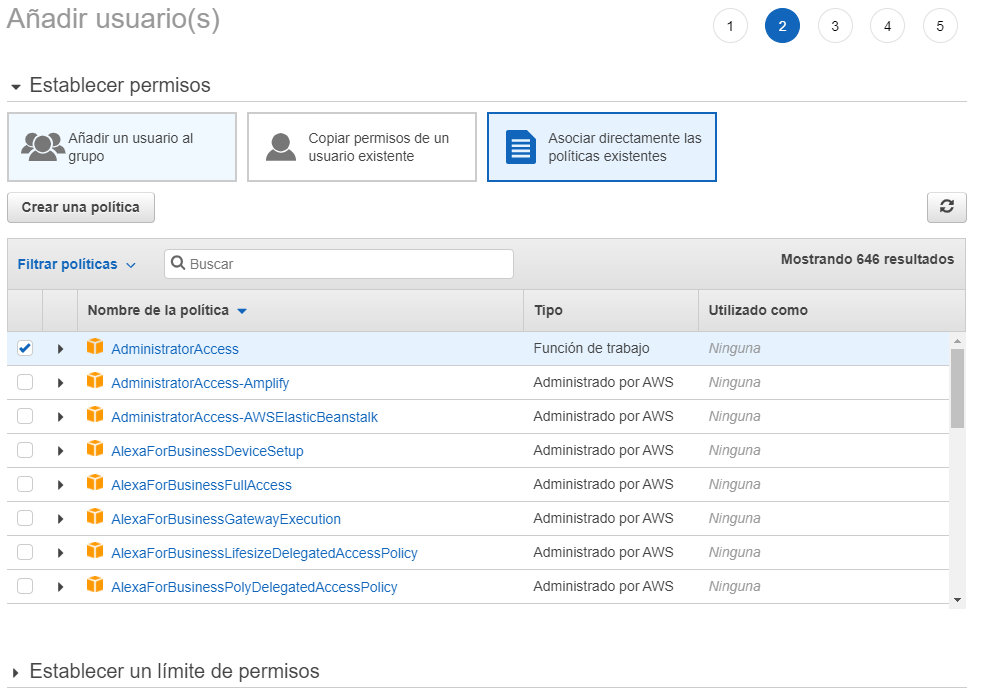 Añadir usuario(s)
1 2 3 4 5
Establecer permisos
Añadir un usuario al
grupo
Copiar permisos de un
usuario existente
Asociar directamente las
políticas existentes
Crear una política
Filtrar políticas
Buscar
Mostrando 646 resultados
Nombre de la política Tipo Utilizado como
AdministratorAccess Función de trabajo Ninguna
AdministratorAccess-Amplify Administrado por AWS Ninguna
AdministratorAccess-AWSElasticBeanstalk Administrado por AWS Ninguna
AlexaForBusinessDeviceSetup Administrado por AWS Ninguna
AlexaForBusinessFullAccess Administrado por AWS Ninguna
AlexaForBusinessGatewayExecution Administrado por AWS Ninguna
AlexaForBusinessLifesizeDelegatedAccessPolicy Administrado por AWS Ninguna
AlexaForBusinessPolyDelegatedAccessPolicy Administrado por AWS Ninguna
Establecer un límite de permisos